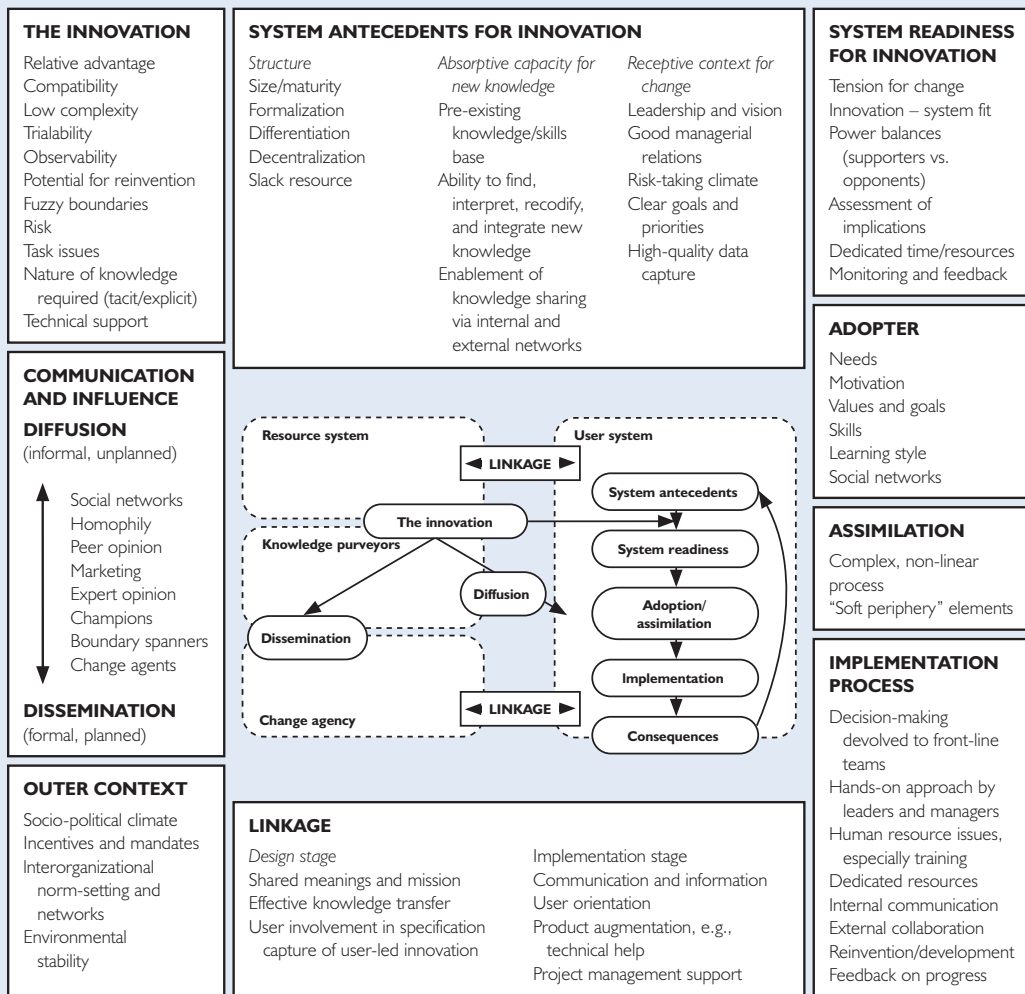 THE INNOVATION
Relative advantage
Compatibility
Low complexity
Trialability
Observability
Potential for reinvention
Fuzzy boundaries
Risk
Task issues
Nature of knowledge
required (tacit/explicit)
Technical support
SYSTEM ANTECEDENTS FOR INNOVATION
Structure
Size/maturity
Formalization
Differentiation
Decentralization
Slack resource
Absorptive capacity for
new knowledge
Pre-existing
knowledge/skills
base
Ability to find,
interpret, recodify,
and integrate new
knowledge
Enablement of
knowledge sharing
via internal and
external networks
Receptive context for
change
Leadership and vision
Good managerial
relations
Risk-taking climate
Clear goals and
priorities
High-quality data
capture
SYSTEM READINESS
FOR INNOVATION
Tension for change
Innovation – system fit
Power balances
(supporters vs.
opponents)
Assessment of
implications
Dedicated time/resources
Monitoring and feedback
COMMUNICATION
AND INFLUENCE
DIFFUSION
(informal, unplanned)
Social networks
Homophily
Peer opinion
Marketing
Expert opinion
Champions
Boundary spanners
Change agents
DISSEMINATION
(formal, planned)
Resource system
Knowledge purveyors
Change agency
User system
LINKAGE
The innovation
Diffusion
Dissemination
LINKAGE
System antecedents
System readiness
Adoption/
assimilation
Implementation
Consequences
ADOPTER
Needs
Motivation
Values and goals
Skills
Learning style
Social networks
ASSIMILATION
Complex, non-linear
process
“Soft periphery” elements
IMPLEMENTATION
PROCESS
Decision-making
devolved to front-line
teams
Hands-on approach by
leaders and managers
Human resource issues,
especially training
Dedicated resources
Internal communication
External collaboration
Reinvention/development
Feedback on progress
OUTER CONTEXT
Socio-political climate
Incentives and mandates
Interorganizational
norm-setting and
networks
Environmental
stability
LINKAGE
Design stage
Shared meanings and mission
Effective knowledge transfer
User involvement in specification
capture of user-led innovation
Implementation stage
Communication and information
User orientation
Product augmentation, e.g.,
technical help
Project management support